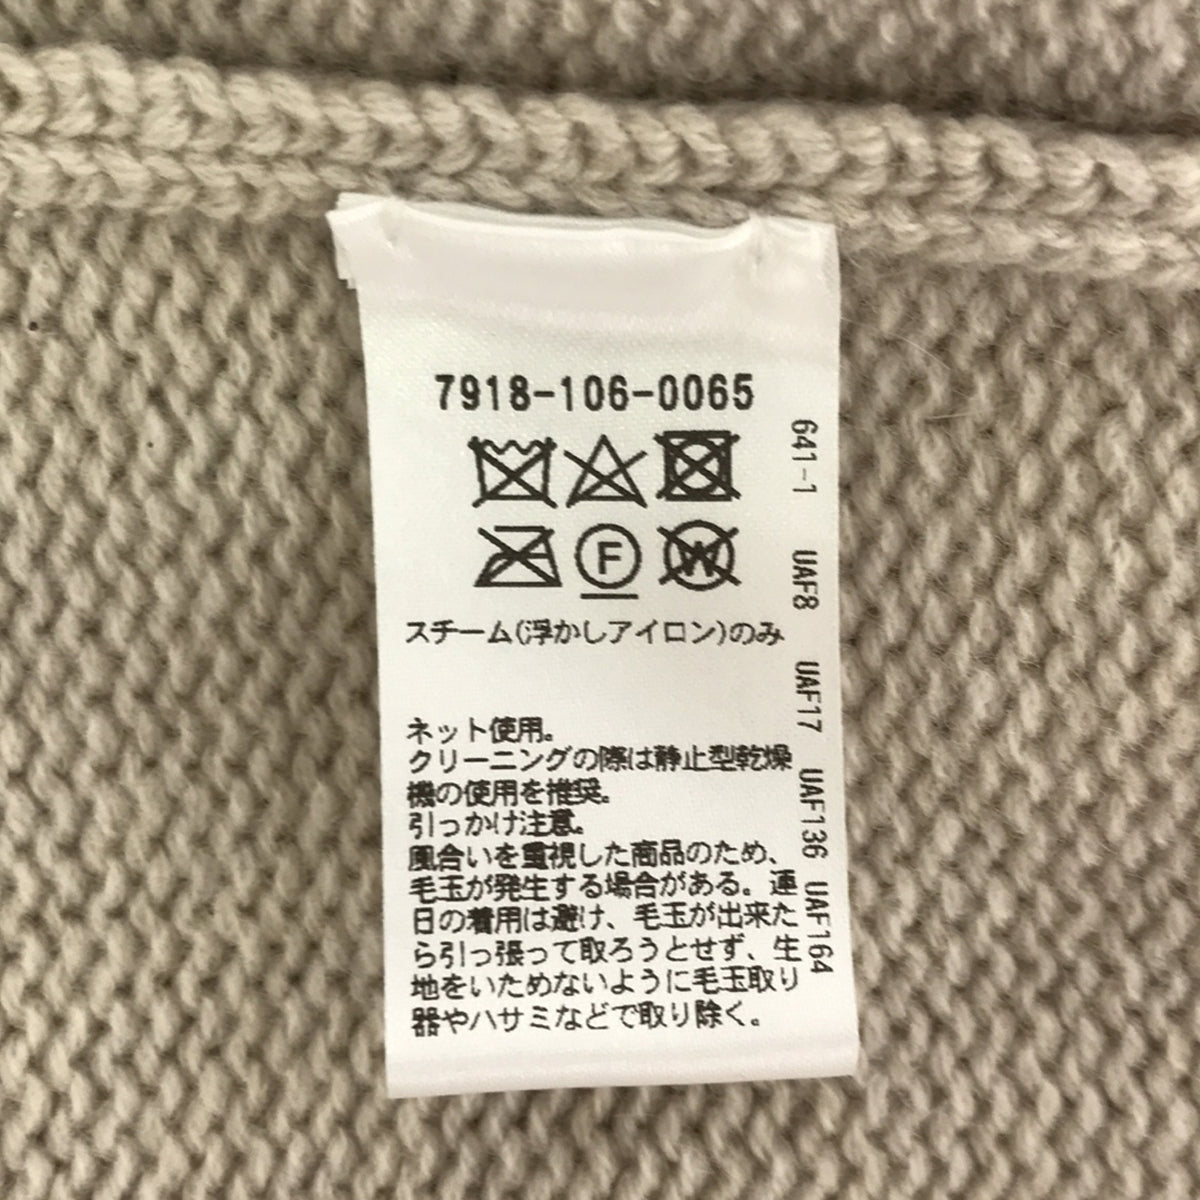 7918-106-0065
F
W
スチーム(浮かしアイロン)のみ
ネット使用。
クリーニングの際は静止型乾燥
機の使用を推奨。
引っかけ注意。
風合いを重視した商品のため、
毛玉が発生する場合がある。連
日の着用は避け、毛玉が出来た
ら引っ張って取ろうとせず、生
地をいためないように毛玉取り
器やハサミなどで取り除く。
641-1 UAF8 UAF17 UAF136 UAF164